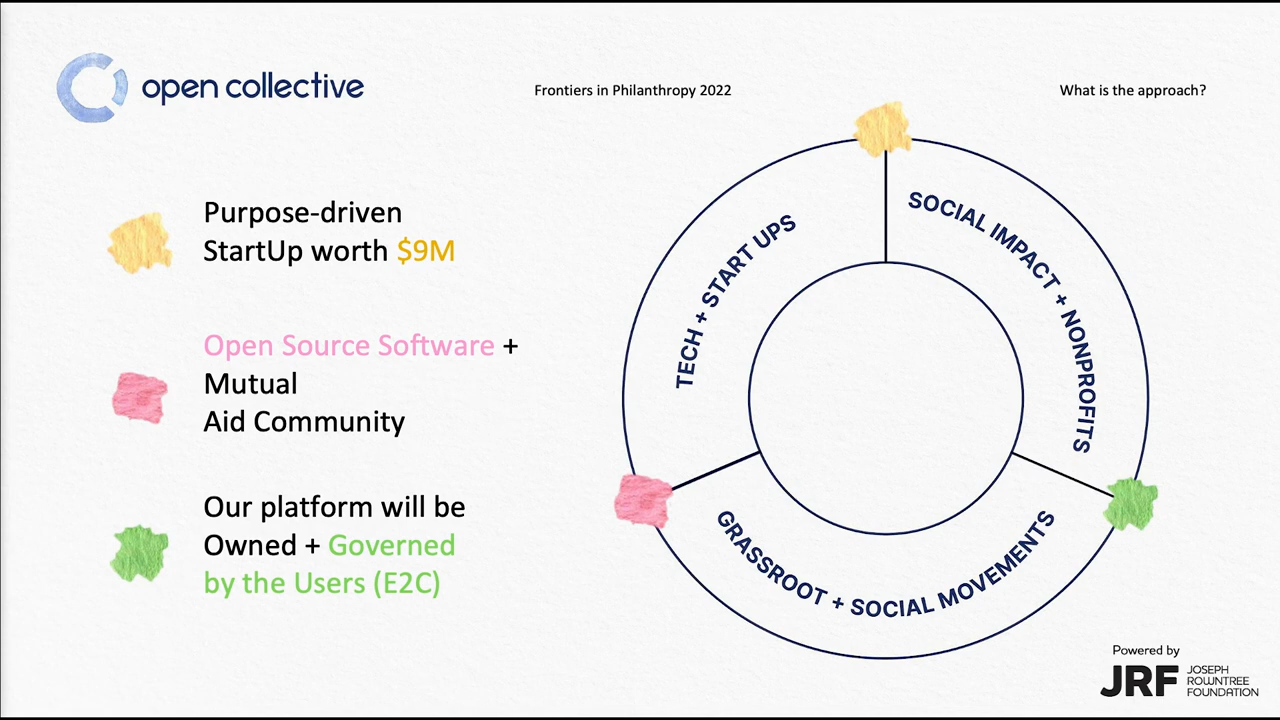 open collective
Frontiers in Philanthropy 2022
What is the approach?
Purpose-driven
StartUp worth $9M
Open Source Software +
Mutual
Aid Community
Our platform will be
Owned + Governed
by the Users (E2C)
TECH + START UPS
SOCIAL IMPACT + NONPROFITS
GRASSROOT + SOCIAL MOVEMENTS
Powered by
JRF
JOSEPH
ROWNTREE
FOUNDATION